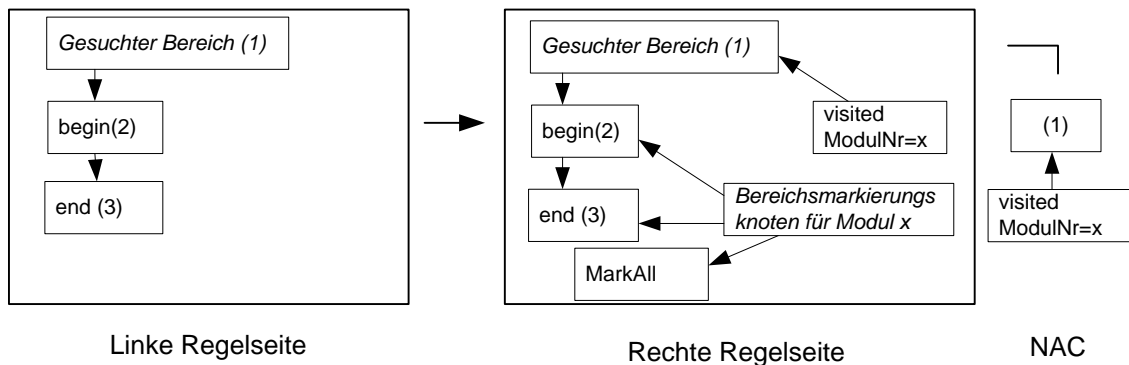 Gesuchter Bereich (1)
begin(2)
end (3)
Linke Regelseite
Gesuchter Bereich (1)
visited
ModulNr=x
begin(2)
end (3)
Bereichsmarkierungs
knoten für Modul x
MarkAll
Rechte Regelseite
(1)
visited
ModulNr=x
NAC